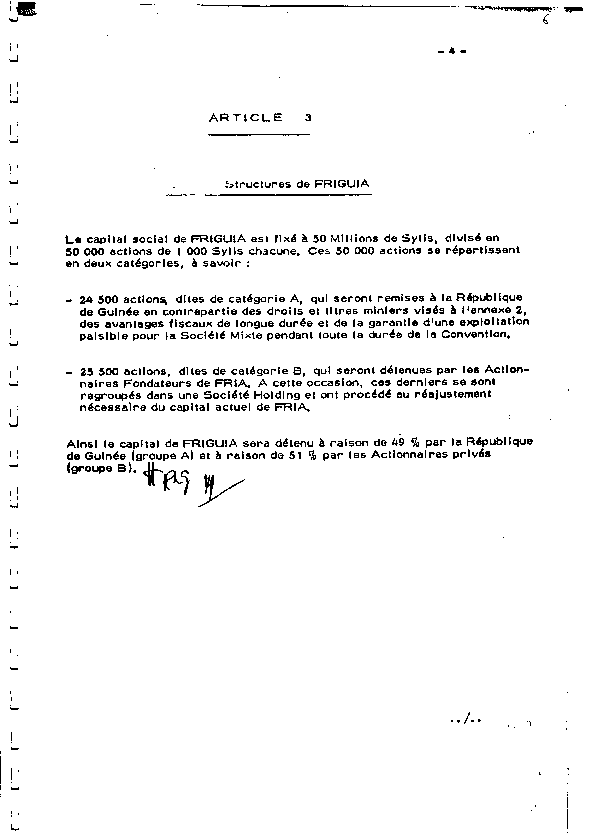 6
- 4 -
ARTICLE 3
Structures de FRIGUIA
Le capital social de FRIGUIA est fixé à 50 Millions de Sylis, divisé en
50 000 actions de 1 000 Sylis chacune. Ces 50 000 actions se répartissent
en deux catégories, à savoir :
- 24 500 actions, dites de catégorie A, qui seront remises à la République
de Guinée en contrepartie des droits et titres miniers visés à l'annexe 2,
des avantages fiscaux de longue durée et de la garantie d'une exploitation
paisible pour la Société Mixte pendant toute la durée de la Convention.
- 25 500 actions, dites de catégorie B, qui seront détenues par les Action-
naires Fondateurs de FRIA. A cette occasion, ces derniers se sont
regroupés dans une Société Holding et ont procédé au réajustement
nécessaire du capital actuel de FRIA.
Ainsi le capital de FRIGUIA sera détenu à raison de 49 % par la République
de Guinée (groupe A) et à raison de 51 % par les Actionnaires privés
(groupe B).
../..